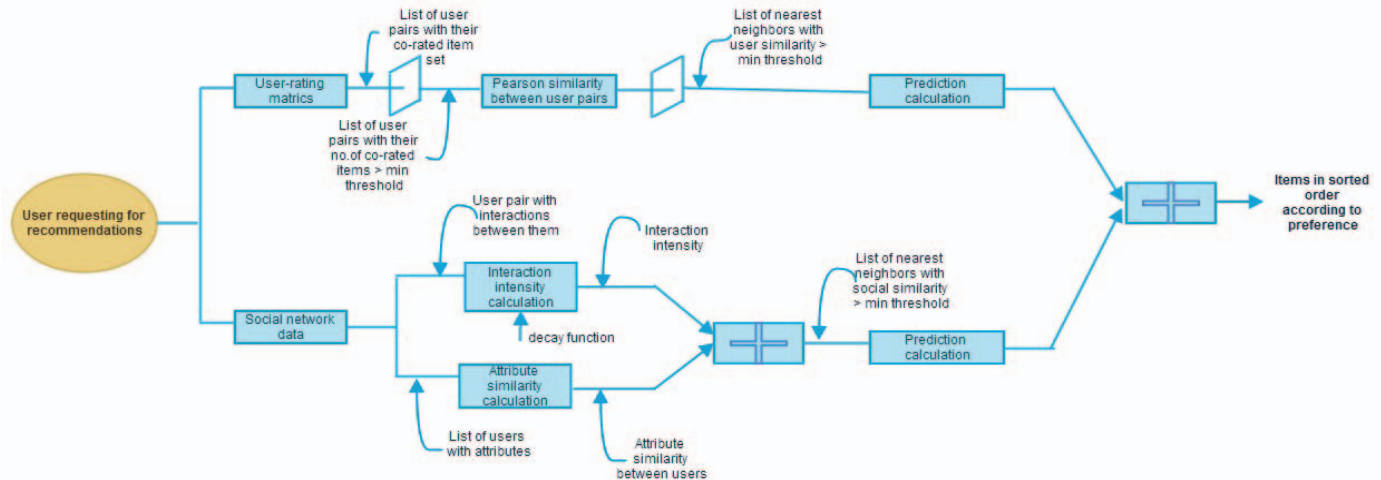 List of user
pairs with their
co-rated item
set
List of nearest
neighbors with
user similarity >
min threshold
User-rating
matrics
Pearson similarity
between user pairs
Prediction
calculation
List of user
pairs with their
no.of co-rated
items > min
threshold
User requesting for
recommendations
Items in sorted
order
according to
preference
User pair with
interactions
between them
Interaction
intensity
Interaction
intensity
calculation
List of nearest
neighbors with
social similarity
> min threshold
Social network
data
decay function
Prediction
calculation
Attribute
similarity
calculation
List of users
with attributes
Attribute
similarity
between users